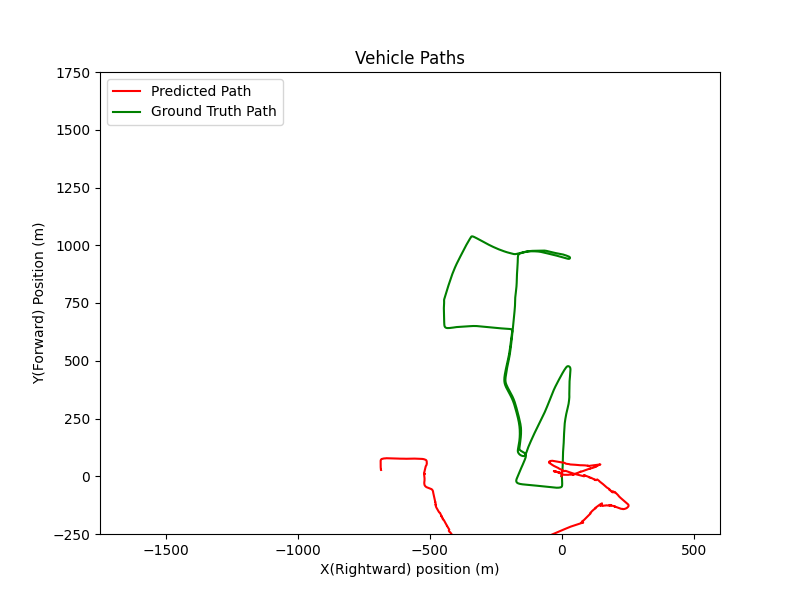 Vehicle Paths
Predicted Path
Ground Truth Path
1750
1500
1250
1000
750
500
250
0
−250
Y(Forward) Position (m)
−1500
−1000
−500
0
500
X(Rightward) position (m)